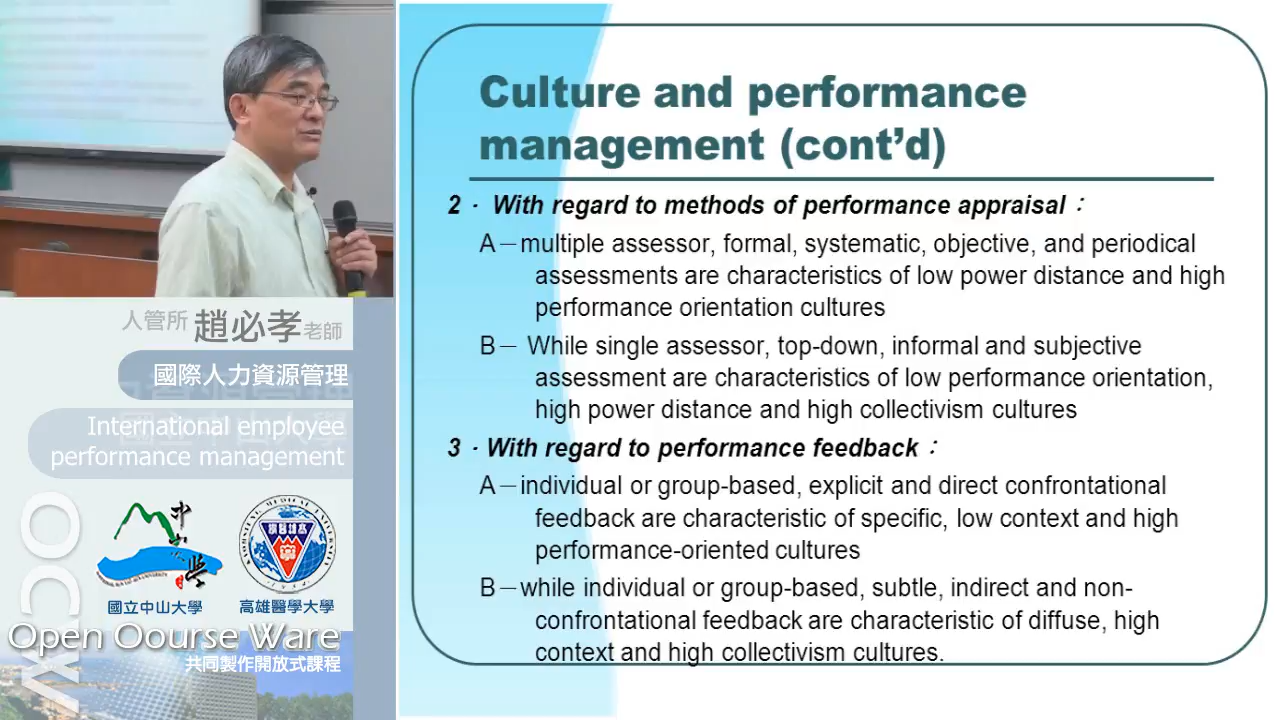 Culture and performance
management (cont’d)
2．With regard to methods of performance appraisal：
A－multiple assessor, formal, systematic, objective, and periodical
assessments are characteristics of low power distance and high
performance orientation cultures
B－ While single assessor, top-down, informal and subjective
assessment are characteristics of low performance orientation,
high power distance and high collectivism cultures
3．With regard to performance feedback：
A－individual or group-based, explicit and direct confrontational
feedback are characteristic of specific, low context and high
performance-oriented cultures
B－while individual or group-based, subtle, indirect and non-
confrontational feedback are characteristic of diffuse, high
context and high collectivism cultures.
人管所 趙必孝老師
國際人力資源管理
International employee
performance management
OCW
國立中山大學
高雄醫學大學
Open Oourse Ware
共同製作開放式課程